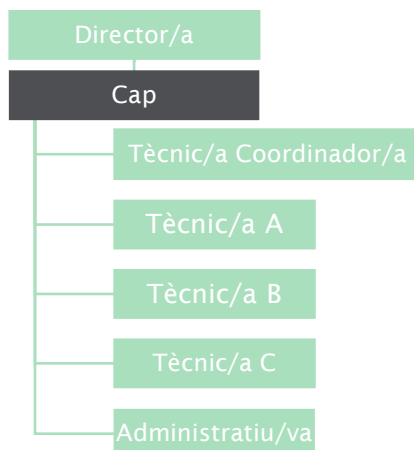 Director/a
Cap
Tècnic/a Coordinador/a
Tècnic/a A
Tècnic/a B
Tècnic/a C
Administratiu/va